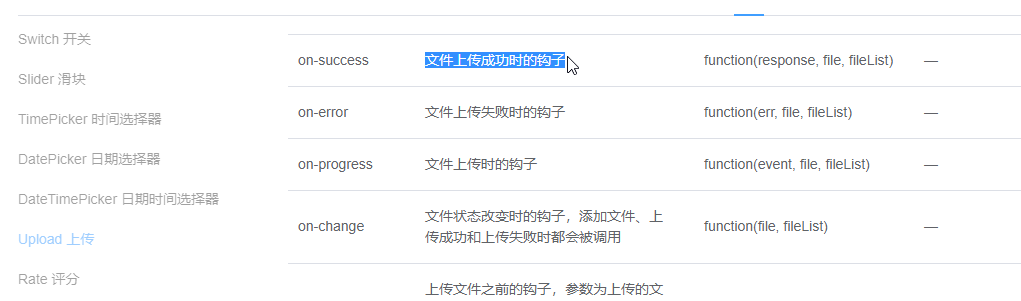 Switch 开关
Slider 滑块
TimePicker 时间选择器
DatePicker 日期选择器
DateTimePicker 日期时间选择器
Upload 上传
Rate 评分
on-success 文件上传成功时的钩子 function(response, file, fileList) —
on-error 文件上传失败时的钩子 function(err, file, fileList) —
on-progress 文件上传时的钩子 function(event, file, fileList) —
on-change 文件状态改变时的钩子，添加文件、上 function(file, fileList) —
传成功和上传失败时都会被调用
上传文件之前的钩子，参数为上传的文